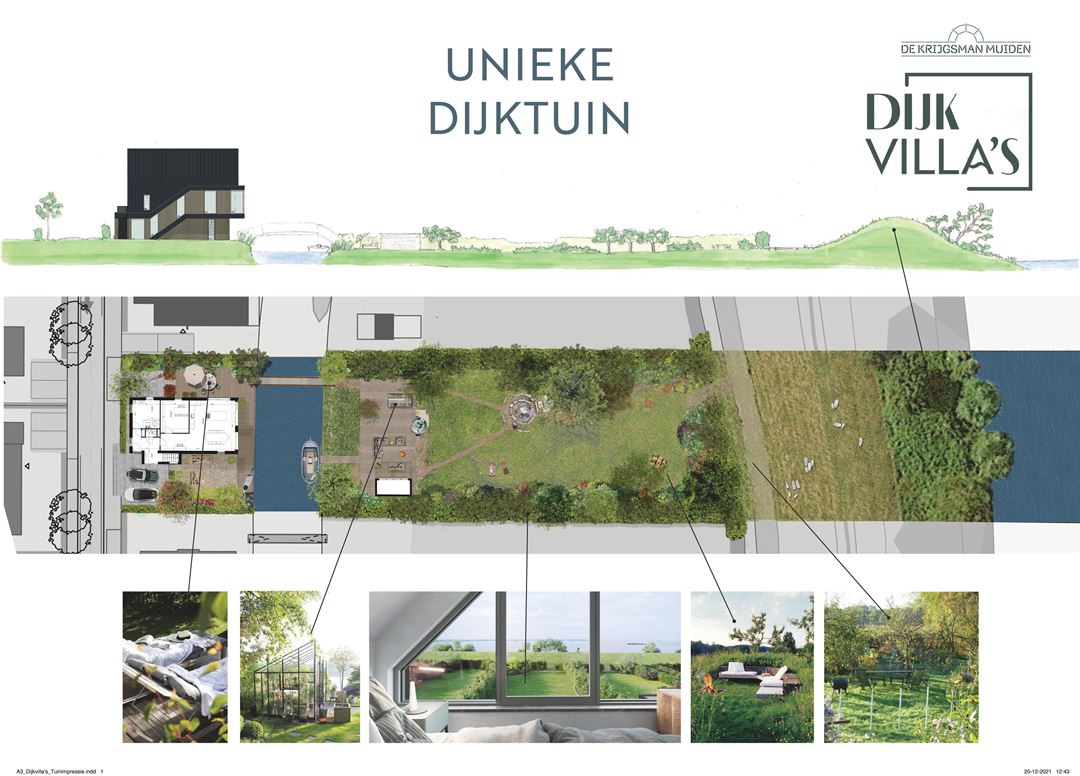 UNIEKE
DIJKTUIN
DE KRIJGSMAN MUIDEN
DIJK
VILLA'S
A3_Dijkvilla's_Tuinimpressie.indd 1
20-12-2021 12:43